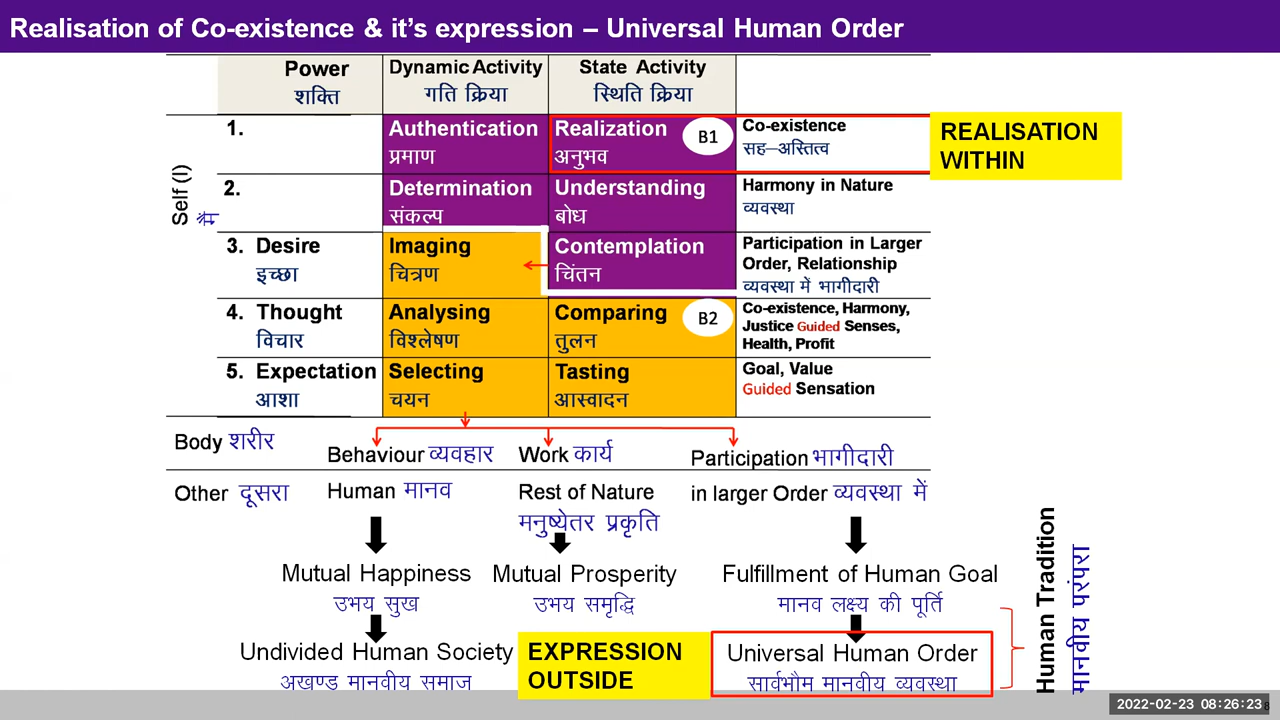 Realisation of Co-existence & it's expression – Universal Human Order
Power Dynamic Activity State Activity
शक्ति गति क्रिया स्थिति क्रिया
1. Authentication Realization B1 Co-existence
प्रमाण अनुभव सह–अस्तित्व
REALISATION
WITHIN
2. Determination Understanding Harmony in Nature
संकल्प बोध व्यवस्था
Self (I)
मैं
3. Desire Imaging Contemplation Participation in Larger
Order, Relationship
इच्छा चित्रण चिंतन व्यवस्था में भागीदारी
4. Thought Analysing Comparing B2 Co-existence, Harmony,
Justice Guided Senses,
विचार विश्लेषण तुलन Health, Profit
5. Expectation Selecting Tasting Goal, Value
आशा चयन आस्वादन Guided Sensation
Body शरीर Behaviour व्यवहार Work कार्य Participation भागीदारी
Other दूसरा Human मानव Rest of Nature in larger Order व्यवस्था में
मनुष्येतर प्रकृति
Mutual Happiness Mutual Prosperity Fulfillment of Human Goal
उभय सुख उभय समृद्धि मानव लक्ष्य की पूर्ति
Undivided Human Society EXPRESSION Universal Human Order
अखण्ड मानवीय समाज OUTSIDE सार्वभौम मानवीय व्यवस्था
Human Tradition
मानवीय परंपरा
2022-02-23 08:26:23